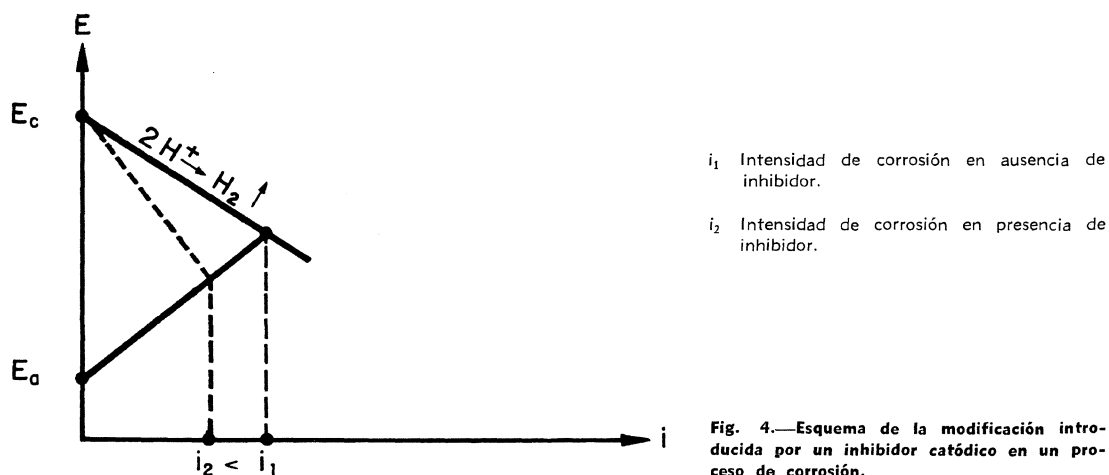 E
E_c
2H⁺ → H₂ ↑
E_a
i₂ < i₁
i
i₁ Intensidad de corrosión en ausencia de
inhibidor.
i₂ Intensidad de corrosión en presencia de
inhibidor.
Fig. 4.—Esquema de la modificación intro-
ducida por un inhibidor catódico en un pro-
ceso de corrosión.